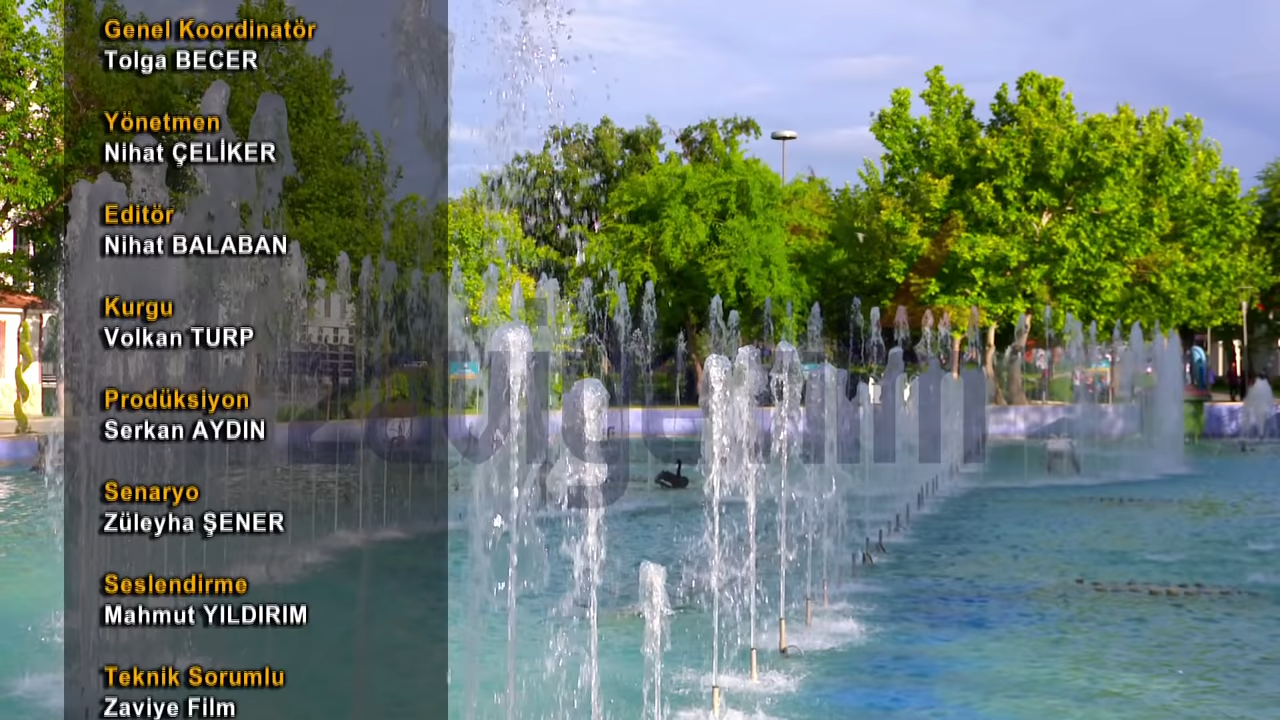 Genel Koordinatör
Tolga BECER
Yönetmen
Nihat ÇELİKER
Editör
Nihat BALABAN
Kurgu
Volkan TURP
Prodüksiyon
Serkan AYDIN
Senaryo
Züleyha ŞENER
Seslendirme
Mahmut YILDIRIM
Teknik Sorumlu
Zaviye Film